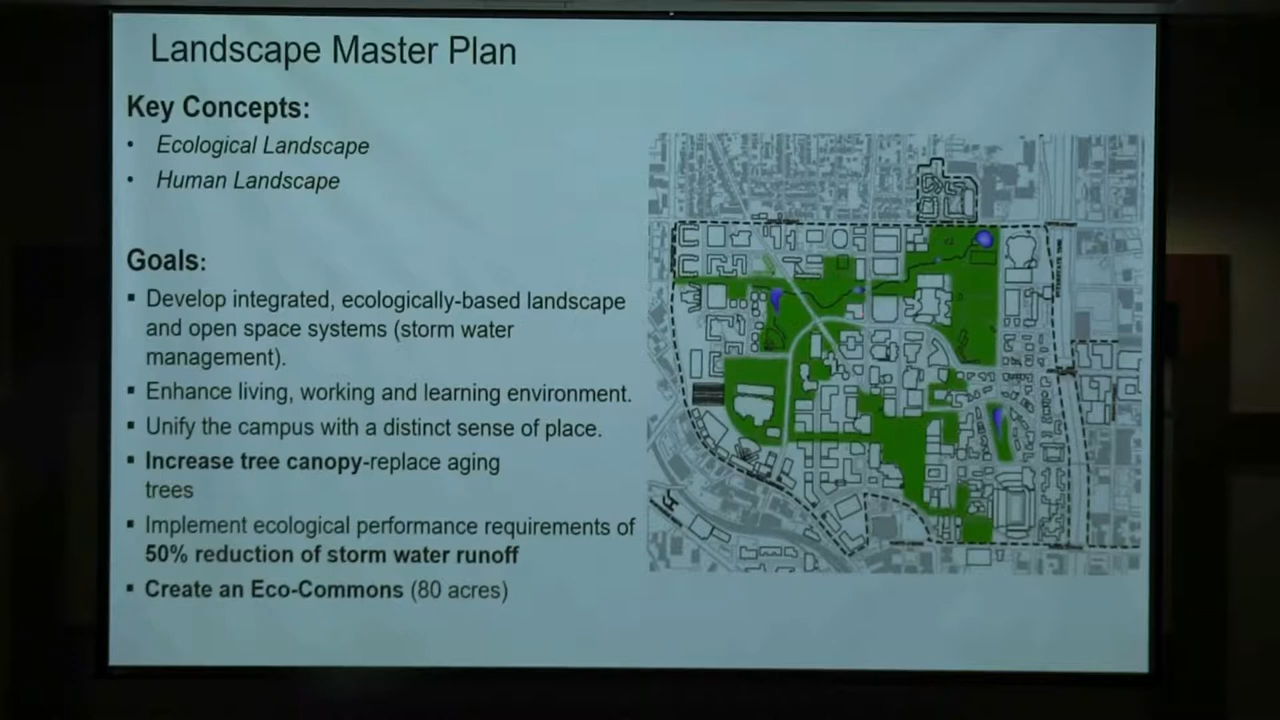 Landscape Master Plan
Key Concepts:
• Ecological Landscape
• Human Landscape
Goals:
▪ Develop integrated, ecologically-based landscape
and open space systems (storm water
management).
▪ Enhance living, working and learning environment.
▪ Unify the campus with a distinct sense of place.
▪ Increase tree canopy-replace aging
trees
▪ Implement ecological performance requirements of
50% reduction of storm water runoff
▪ Create an Eco-Commons (80 acres)